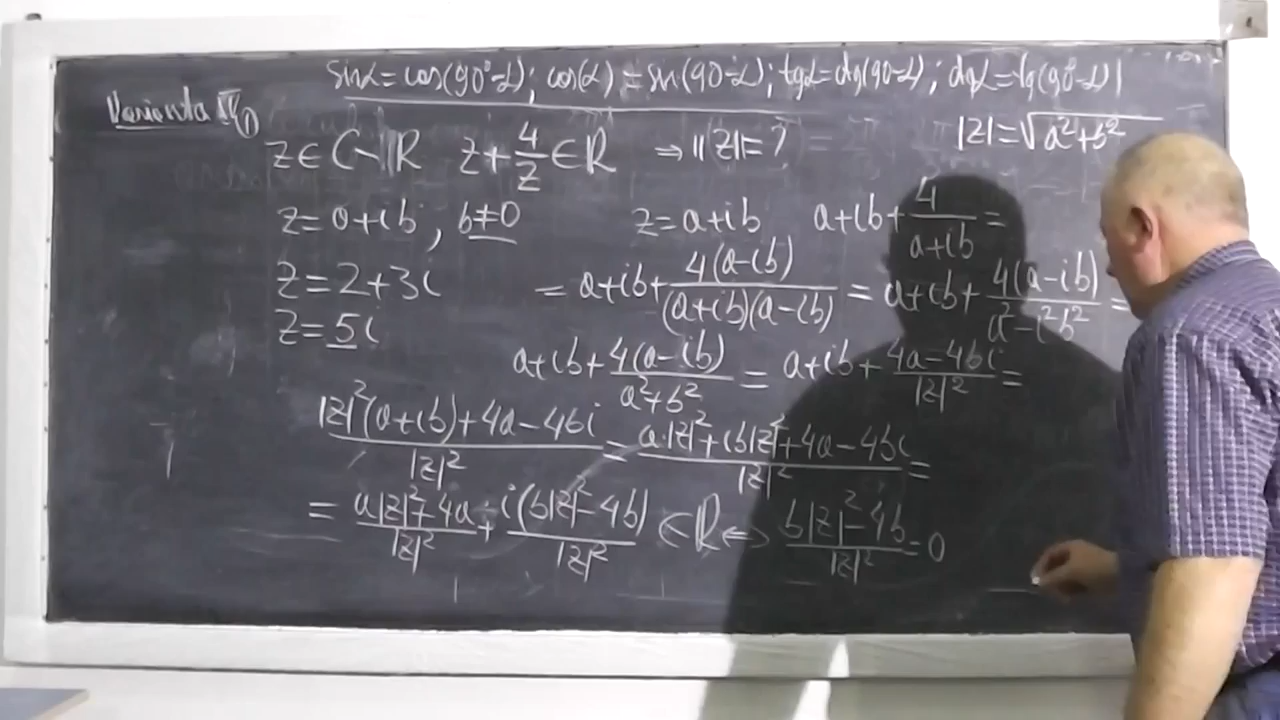 sinα = cos(90°-α); cos(α) = sin(90-α); tgα = ctg(90-α); ctgα = tg(90°-α)
Varianta IV ①
z ∈ C \ ℝ z + 4/z ∈ ℝ ⇒ |z| = ? |z| = √(a²+b²)
z = a+ib, b≠0 z = a+ib a+ib + 4/(a+ib) =
z = 2+3i = a+ib + 4(a-ib)/((a+ib)(a-ib)) = a+ib + 4(a-ib)/(a²-i²b²) =
z = 5i
a+ib + 4(a-ib)/(a²+b²) = a+ib + (4a-4bi)/|z|² =
(|z|²(a+ib)+4a-4bi)/|z|² = (a·|z|²+ib|z|²+4a-4bi)/|z|² =
= (a|z|²+4a)/|z|² + i(b|z|²-4b)/|z|² ∈ ℝ ⇔ (b|z|²-4b)/|z|² = 0